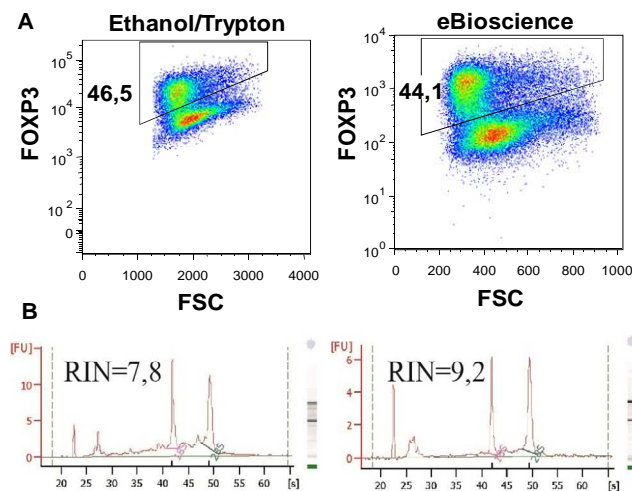 A
Ethanol/Trypton
eBioscience
FOXP3
10^5
10^4
10^3
10^2
0
46,5
0 1000 2000 3000 4000
FSC
FOXP3
10^4
10^3
10^2
10^1
10^0
44,1
0 200 400 600 800 1000
FSC
B
[FU]
10
5
0
RIN=7,8
20 25 30 35 40 45 50 55 60 [s]
[FU]
6
4
2
0
RIN=9,2
20 25 30 35 40 45 50 55 60 65 [s]